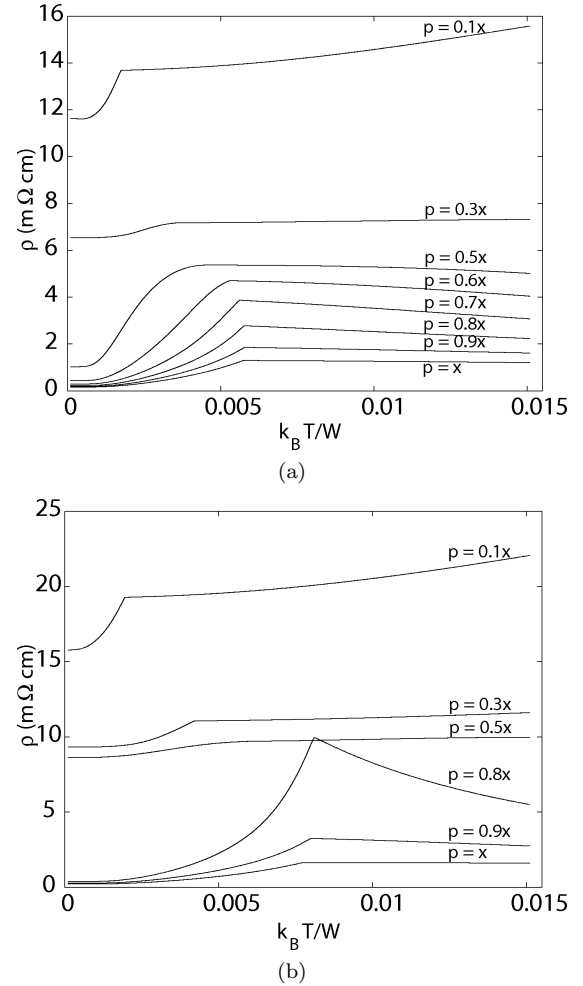 16
14
12
10
8
6
4
2
0
ρ (m Ω cm)
p = 0.1x
p = 0.3x
p = 0.5x
p = 0.6x
p = 0.7x
p = 0.8x
p = 0.9x
p = x
0 0.005 0.01 0.015
k_B T/W
(a)
25
20
15
10
5
0
ρ (m Ω cm)
p = 0.1x
p = 0.3x
p = 0.5x
p = 0.8x
p = 0.9x
p = x
0 0.005 0.01 0.015
k_B T/W
(b)